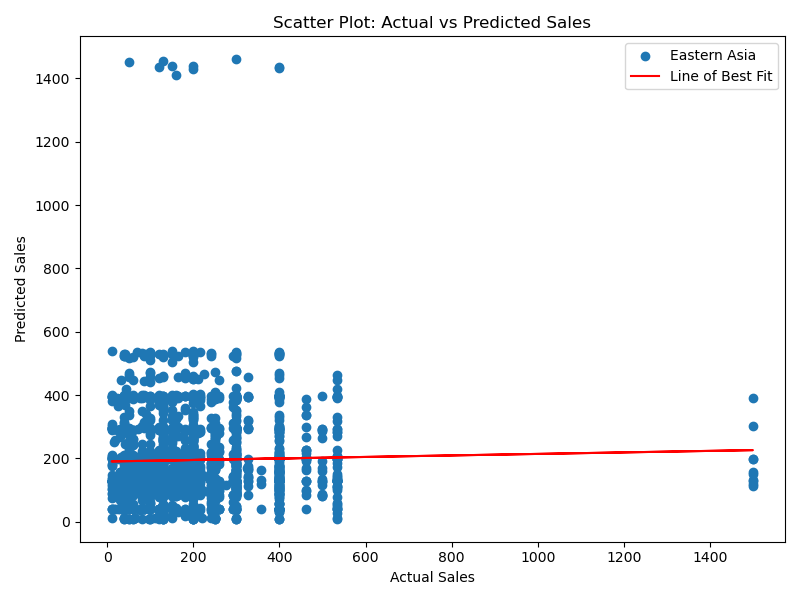 Scatter Plot: Actual vs Predicted Sales
Eastern Asia
Line of Best Fit
Predicted Sales
1400
1200
1000
800
600
400
200
0
0 200 400 600 800 1000 1200 1400
Actual Sales